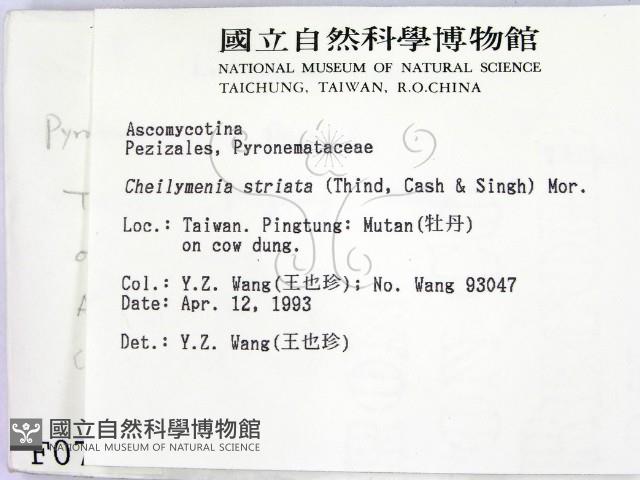 國立自然科學博物館
NATIONAL MUSEUM OF NATURAL SCIENCE
TAICHUNG, TAIWAN, R.O.CHINA
Ascomycotina
Pezizales, Pyronemataceae
Cheilymenia striata (Thind, Cash & Singh) Mor.
Loc.: Taiwan. Pingtung: Mutan(牡丹)
on cow dung.
Col.: Y.Z. Wang(王也珍); No. Wang 93047
Date: Apr. 12, 1993
Det.: Y.Z. Wang(王也珍)
國立自然科學博物館
NATIONAL MUSEUM OF NATURAL SCIENCE